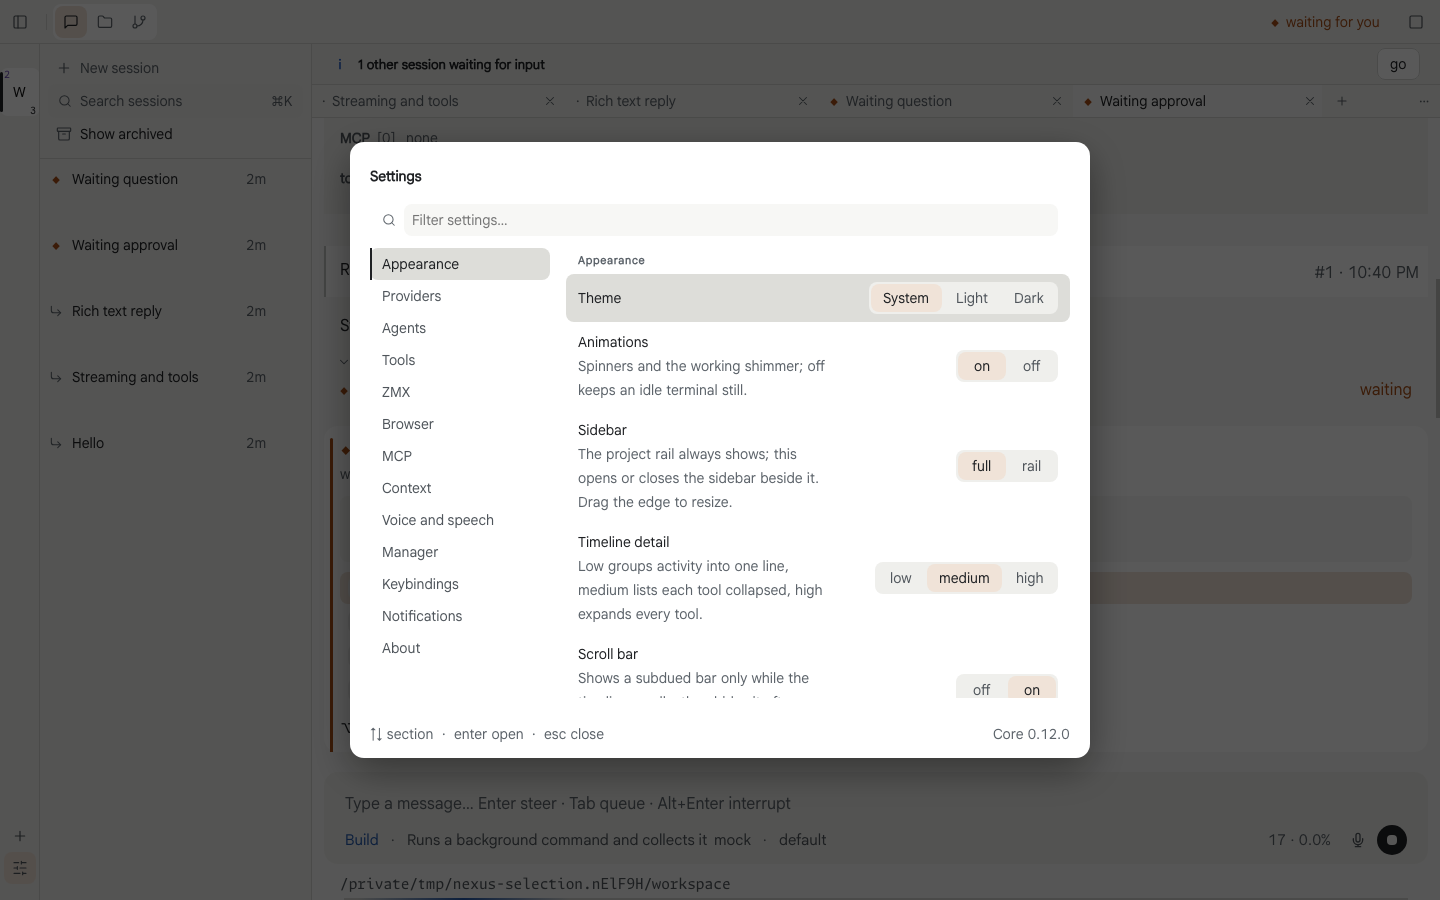 waiting for you
2
W
3
New session
Search sessions ⌘K
Show archived
Waiting question 2m
Waiting approval 2m
Rich text reply 2m
Streaming and tools 2m
Hello 2m
i 1 other session waiting for input go
· Streaming and tools
· Rich text reply
Waiting question
Waiting approval
MCP [0] none
#1 · 10:40 PM
waiting
Settings
Filter settings...
Appearance
Providers
Agents
Tools
ZMX
Browser
MCP
Context
Voice and speech
Manager
Keybindings
Notifications
About
Appearance
Theme System Light Dark
Animations
Spinners and the working shimmer; off
keeps an idle terminal still.
on off
Sidebar
The project rail always shows; this
opens or closes the sidebar beside it.
Drag the edge to resize.
full rail
Timeline detail
Low groups activity into one line,
medium lists each tool collapsed, high
expands every tool.
low medium high
Scroll bar
Shows a subdued bar only while the
off on
↑↓ section · enter open · esc close Core 0.12.0
Type a message... Enter steer · Tab queue · Alt+Enter interrupt
Build · Runs a background command and collects it mock · default 17 · 0.0%
/private/tmp/nexus-selection.nElF9H/workspace